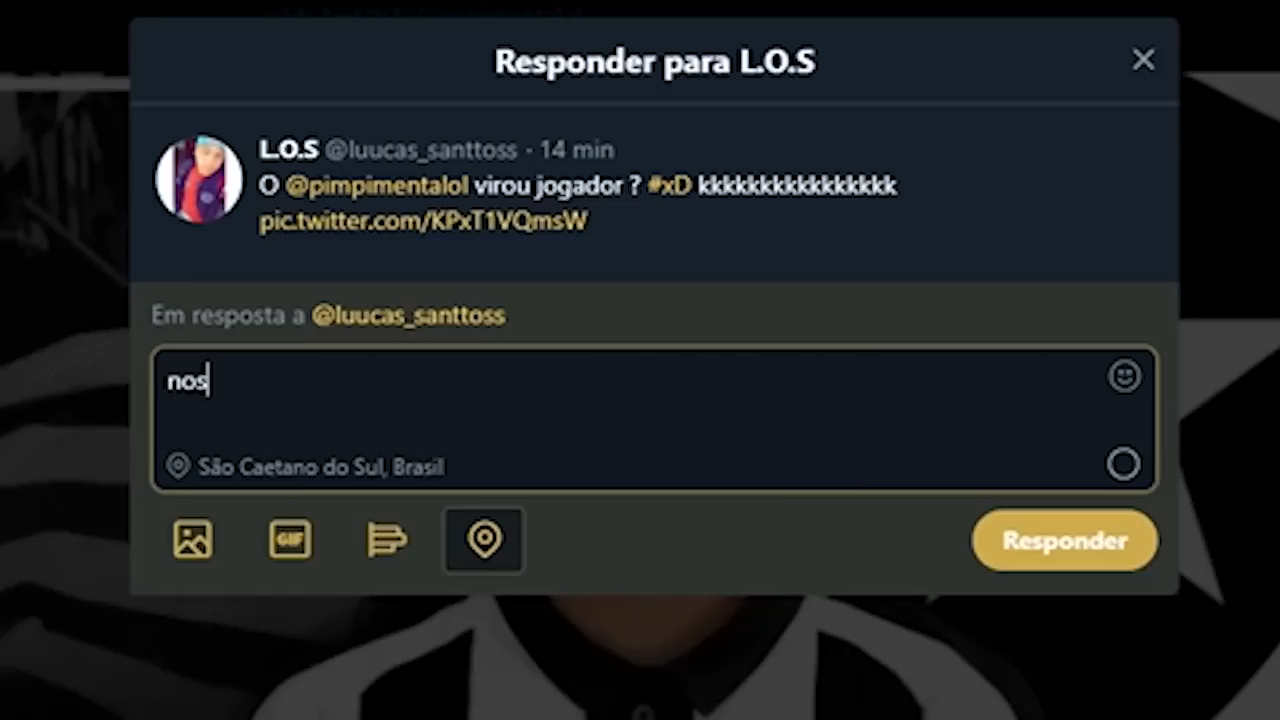 Responder para L.O.S
L.O.S @luucas_santtoss · 14 min
O @pimpimentalol virou jogador ? #xD kkkkkkkkkkkkkkkk
pic.twitter.com/KPxT1VQmsW
Em resposta a @luucas_santtoss
nos
São Caetano do Sul, Brasil
GIF
Responder